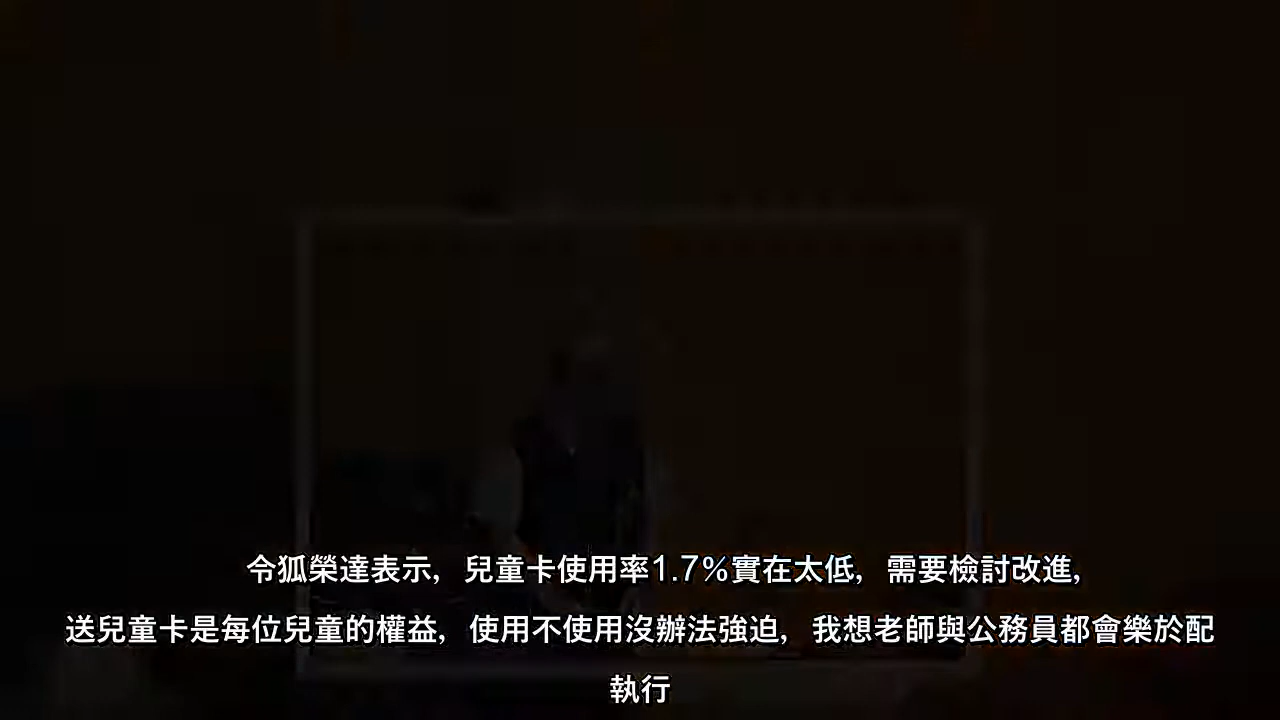 令狐榮達表示，兒童卡使用率1.7%實在太低，需要檢討改進，
送兒童卡是每位兒童的權益，使用不使用沒辦法強迫，我想老師與公務員都會樂於配
執行